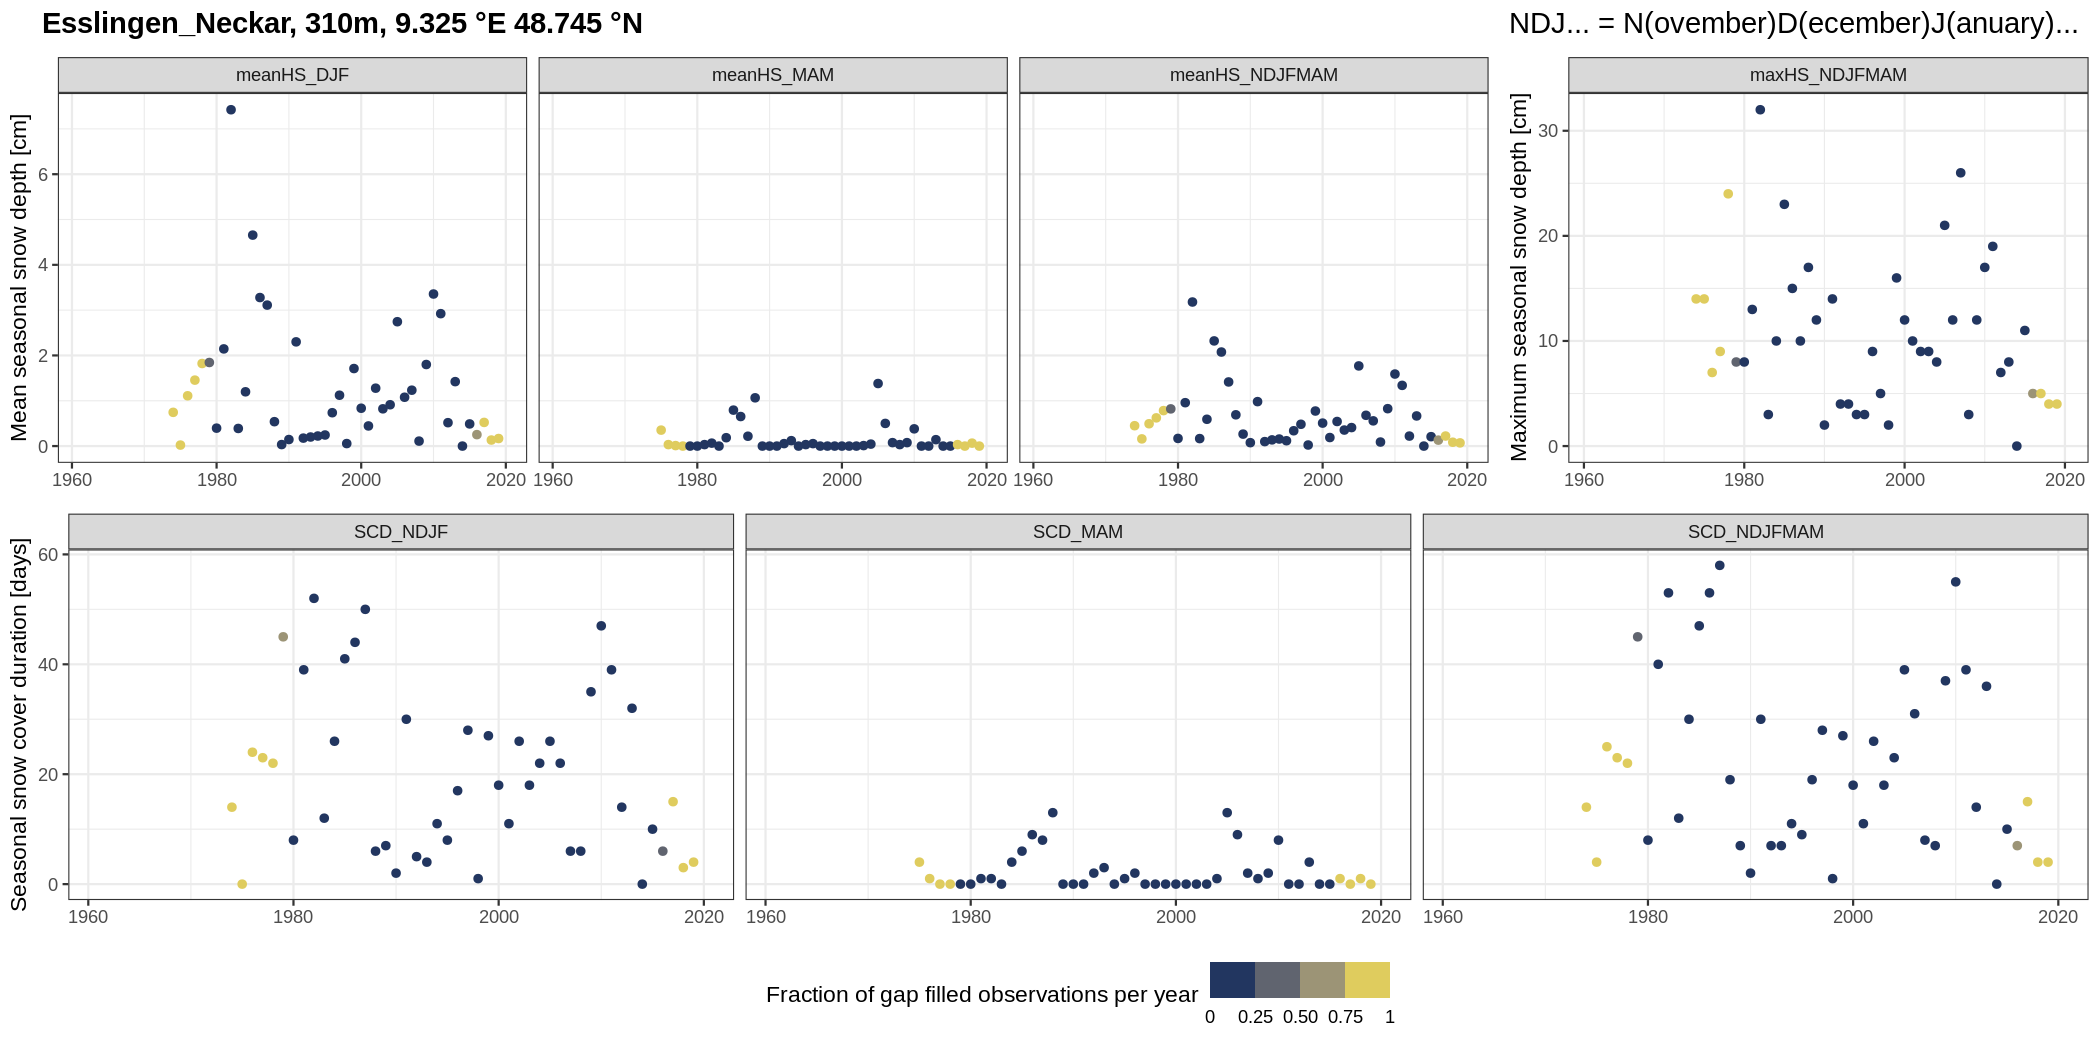 Esslingen_Neckar, 310m, 9.325 °E 48.745 °N
NDJ... = N(ovember)D(ecember)J(anuary)...
meanHS_DJF
meanHS_MAM
meanHS_NDJFMAM
maxHS_NDJFMAM
Mean seasonal snow depth [cm]
6
4
2
0
1960 1980 2000 2020
1960 1980 2000 2020
1960 1980 2000 2020
Maximum seasonal snow depth [cm]
30
20
10
0
1960 1980 2000 2020
SCD_NDJF
SCD_MAM
SCD_NDJFMAM
Seasonal snow cover duration [days]
60
40
20
0
1960 1980 2000 2020
1960 1980 2000 2020
1960 1980 2000 2020
Fraction of gap filled observations per year
0 0.25 0.50 0.75 1